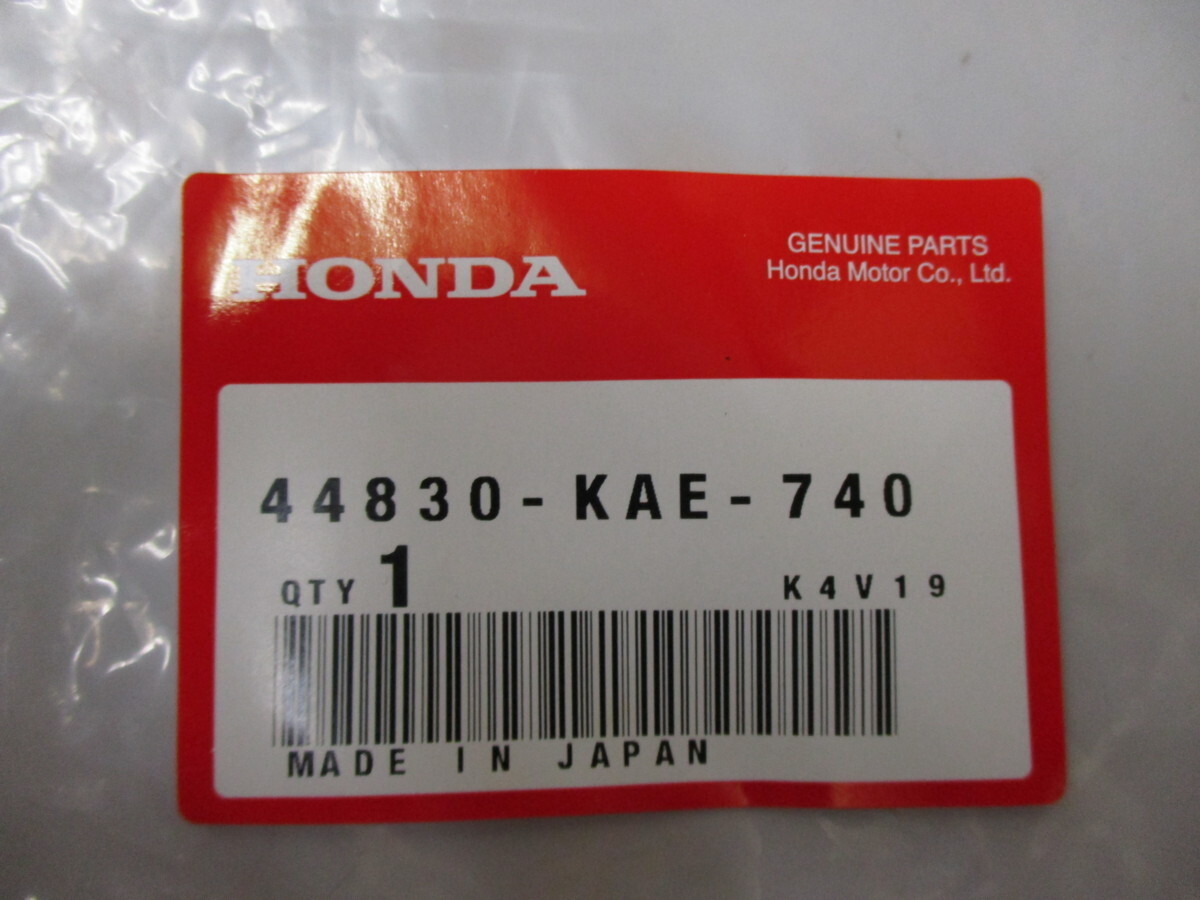 HONDA
GENUINE PARTS
Honda Motor Co., Ltd.
44830-KAE-740
QTY 1 K4V19
MADE IN JAPAN